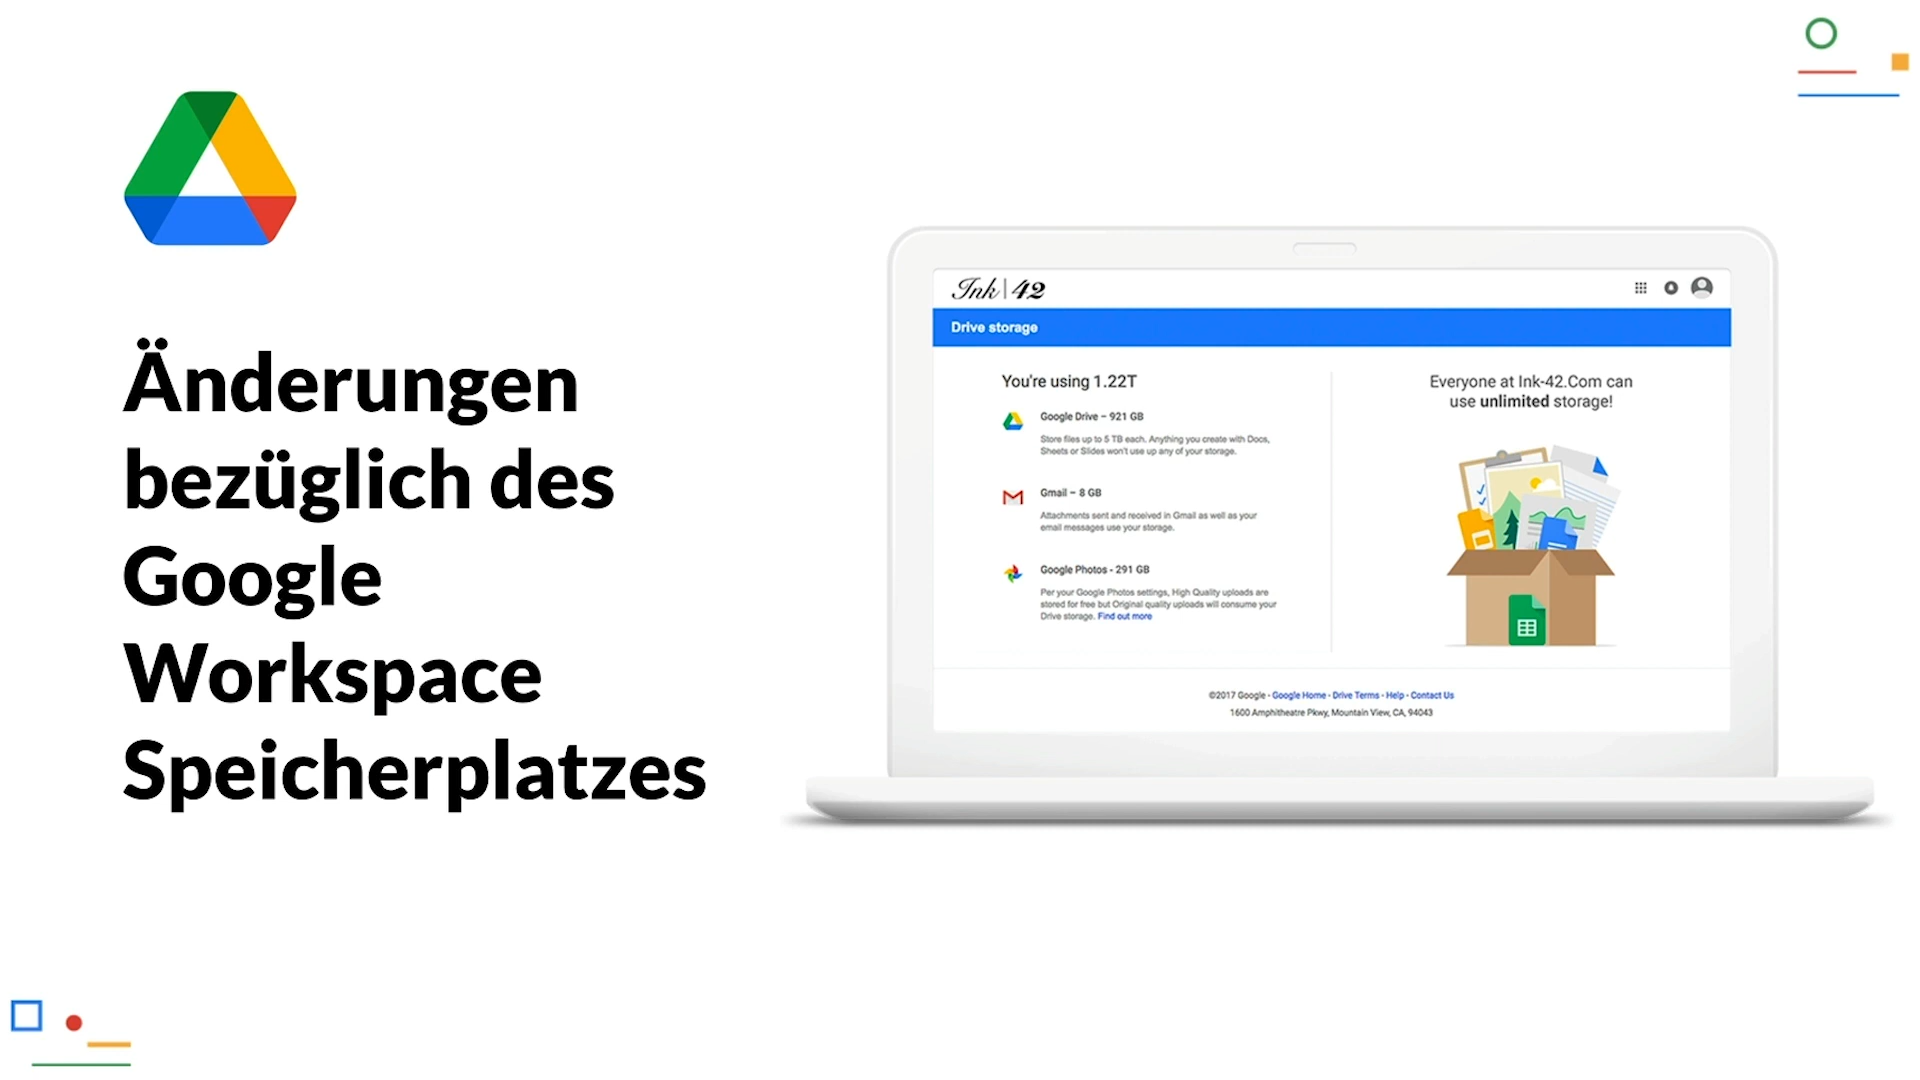 Änderungen
bezüglich des
Google
Workspace
Speicherplatzes
Ink | 42
Drive storage
You're using 1.22T
Google Drive – 921 GB
Store files up to 5 TB each. Anything you create with Docs,
Sheets or Slides won't use up any of your storage.
Gmail – 8 GB
Attachments sent and received in Gmail as well as your
email messages use your storage.
Google Photos - 291 GB
Per your Google Photos settings, High Quality uploads are
stored for free but Original quality uploads will consume your
Drive storage. Find out more
Everyone at Ink-42.Com can
use unlimited storage!
©2017 Google - Google Home - Drive Terms - Help - Contact Us
1600 Amphitheatre Pkwy, Mountain View, CA, 94043